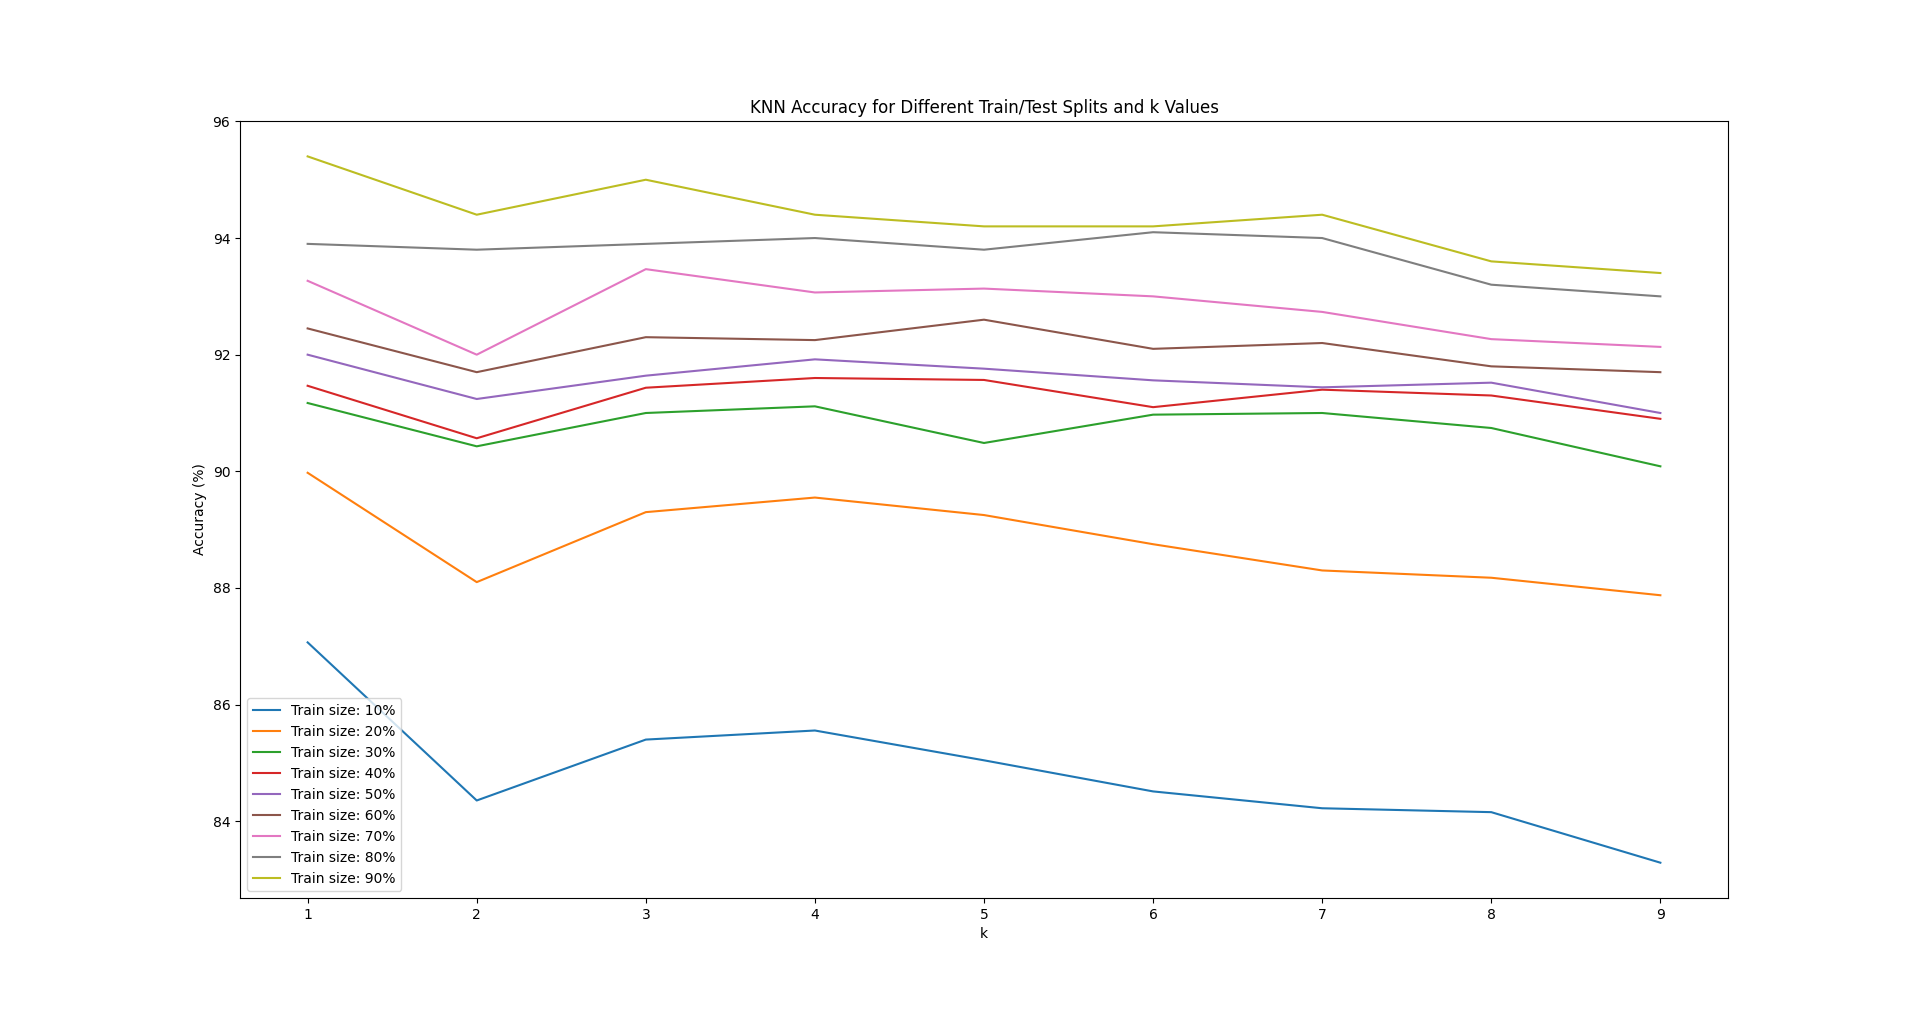 KNN Accuracy for Different Train/Test Splits and k Values
96
94
92
90
88
86
84
Accuracy (%)
Train size: 10%
Train size: 20%
Train size: 30%
Train size: 40%
Train size: 50%
Train size: 60%
Train size: 70%
Train size: 80%
Train size: 90%
1 2 3 4 5 6 7 8 9
k